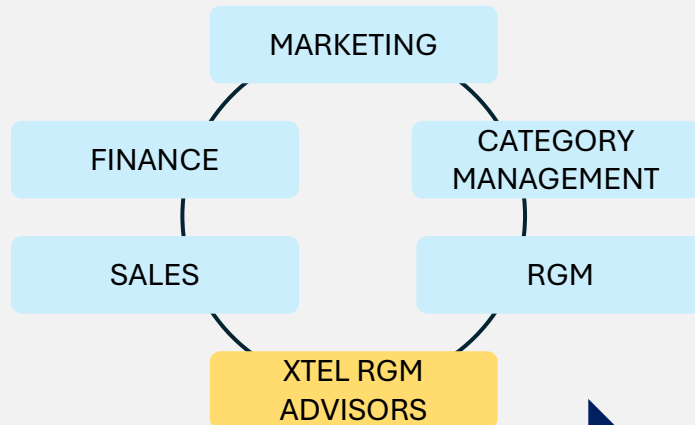 MARKETING
FINANCE
CATEGORY
MANAGEMENT
SALES
RGM
XTEL RGM
ADVISORS